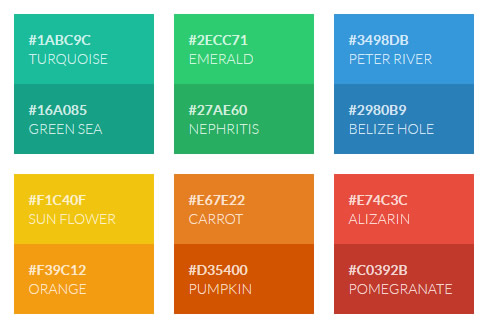 #1ABC9C
TURQUOISE
#16A085
GREEN SEA
#2ECC71
EMERALD
#27AE60
NEPHRITIS
#3498DB
PETER RIVER
#2980B9
BELIZE HOLE
#F1C40F
SUN FLOWER
#F39C12
ORANGE
#E67E22
CARROT
#D35400
PUMPKIN
#E74C3C
ALIZARIN
#C0392B
POMEGRANATE